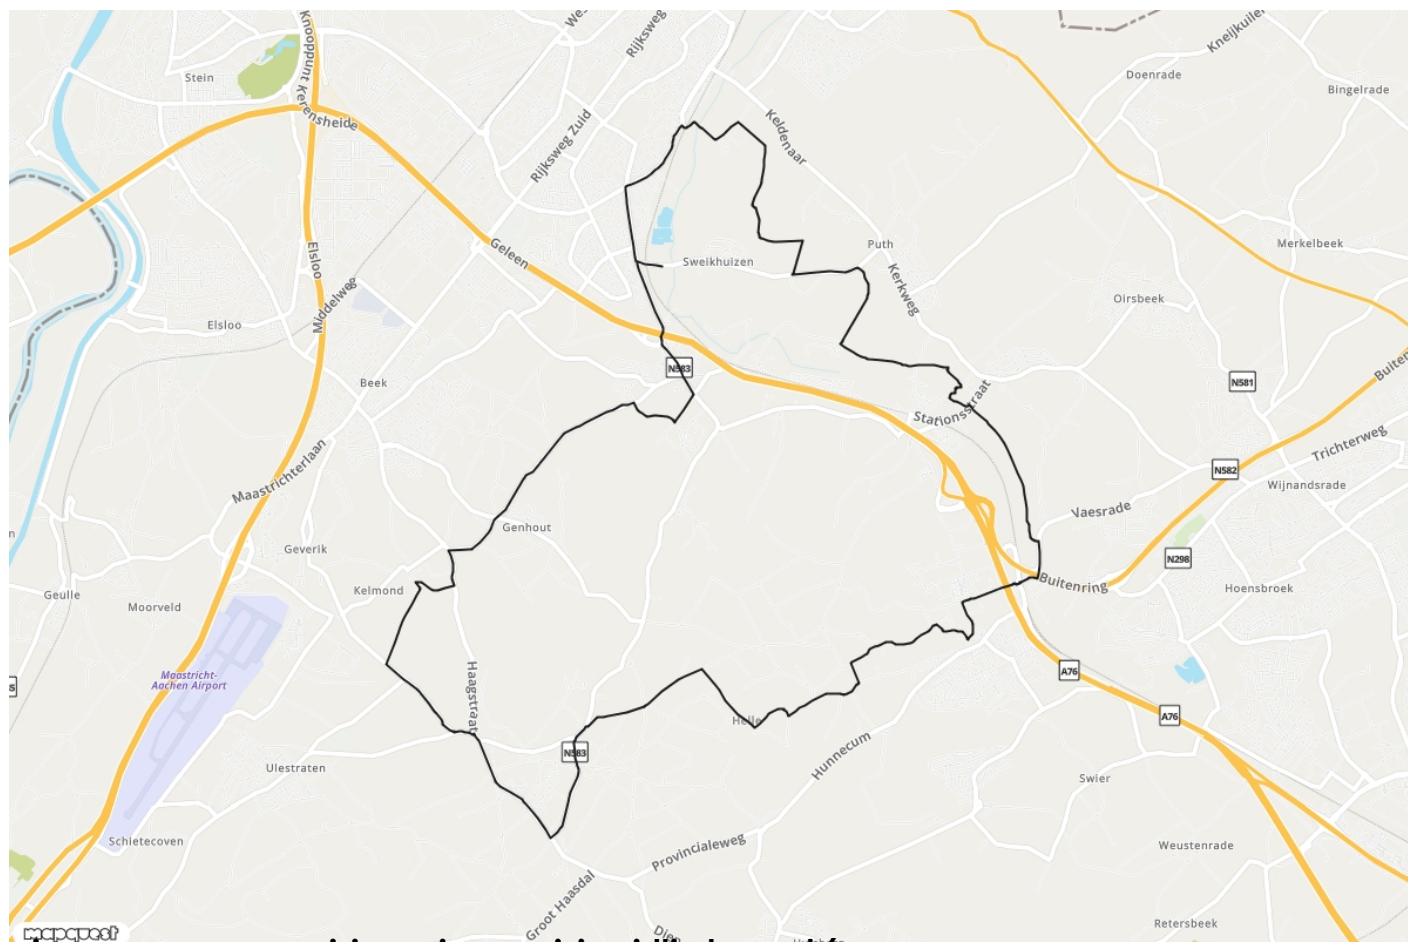 Knooppunt Kerensheide
Stein
Rijksweg
Rijksweg Zuid
Keldenaar
Kneijkuiler
Doenrade
Bingelrade
Puth
Merkelbeek
Geleen
Sweikhuizen
Kerkweg
Oirsbeek
Elsloo
Middelweg
Elsloo
Beek
N583
N581
Stationsstraat
Trichterweg
N582
Wijnandsrade
Maastrichterlaan
Vaesrade
Genhout
Geverik
N298
Kelmond
Buitenring
Hoensbroek
Geulle
Moorveld
Maastricht-
Aachen Airport
Haagstraat
A76
A76
Helle
N583
Hunnecum
Ulestraten
Swier
Schietecoven
Provincialeweg
Weustenrade
Groot Haasdal
Retersbeek
mapquest